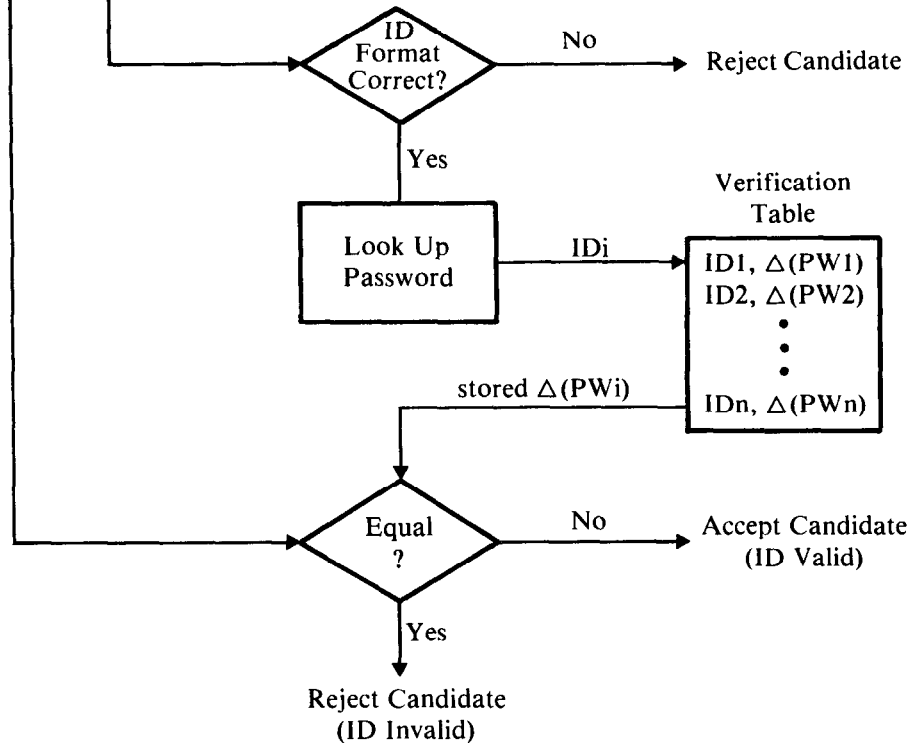 ID
Format
Correct?
No
Reject Candidate
Yes
Verification
Table
Look Up
Password
IDi
ID1, △(PW1)
ID2, △(PW2)
•
•
•
IDn, △(PWn)
stored △(PWi)
Equal
?
No
Accept Candidate
(ID Valid)
Yes
Reject Candidate
(ID Invalid)